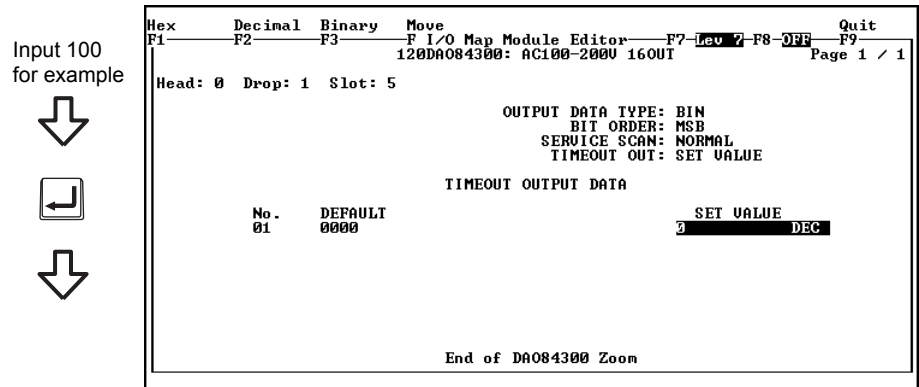 Input 100
for example
Hex Decimal Binary Move Quit
F1 F2 F3 F I/O Map Module Editor F7-Lev 7-F8-OFF F9
120DAO84300: AC100-200V 16OUT Page 1 / 1
Head: 0 Drop: 1 Slot: 5
OUTPUT DATA TYPE: BIN
BIT ORDER: MSB
SERVICE SCAN: NORMAL
TIMEOUT OUT: SET VALUE
TIMEOUT OUTPUT DATA
No. DEFAULT SET VALUE
01 0000 0 DEC
End of DAO84300 Zoom